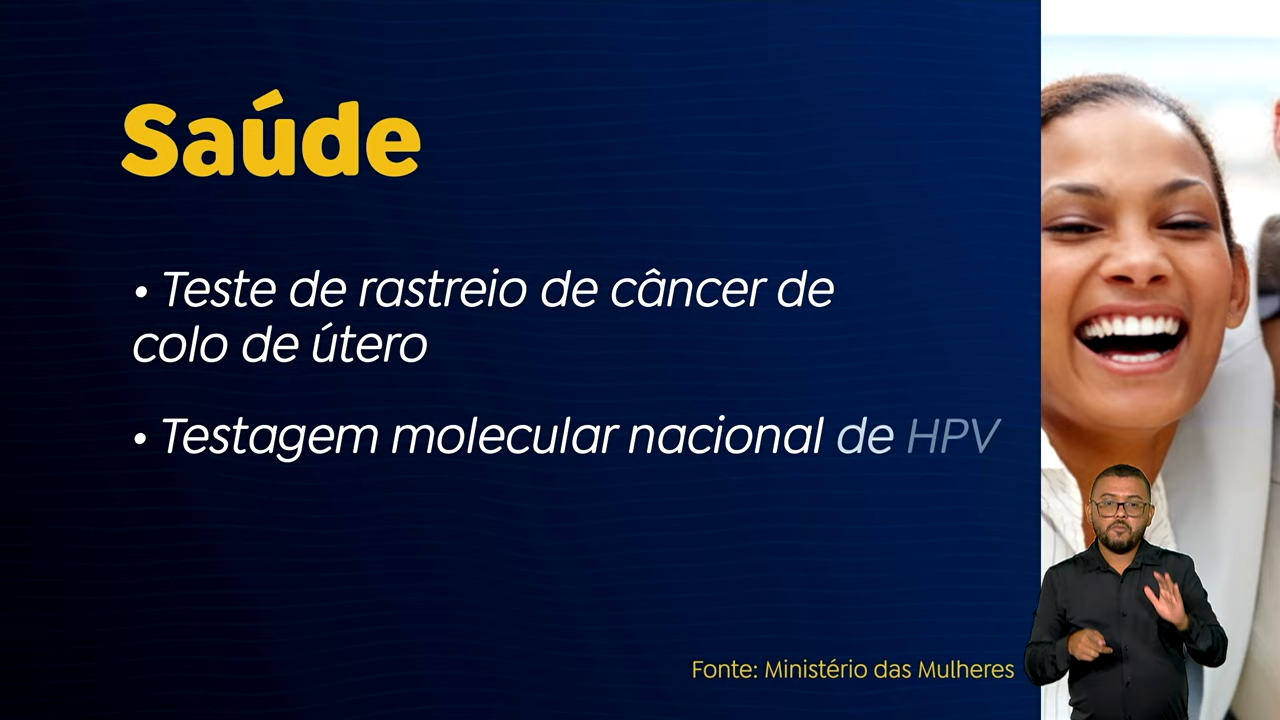 Saúde
• Teste de rastreio de câncer de
colo de útero
• Testagem molecular nacional de HPV
Fonte: Ministério das Mulheres